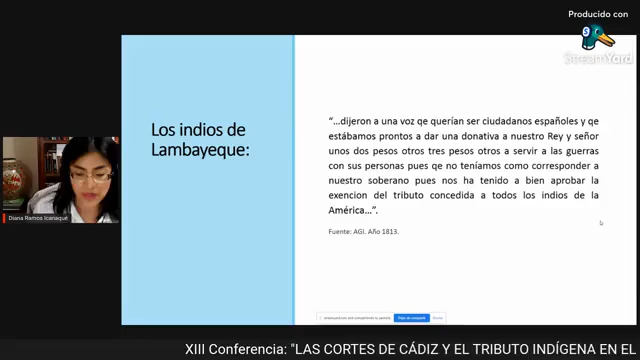 Producido con
StreamYard
Los indios de
Lambayeque:
“…dijeron a una voz qe querían ser ciudadanos españoles y qe
estábamos prontos a dar una donativa a nuestro Rey y señor
unos dos pesos otros tres pesos otros a servir a las guerras
con sus personas pues qe no teníamos como corresponder a
nuestro soberano pues nos ha tenido a bien aprobar la
exencion del tributo concedida a todos los indios de la
América…”.
Fuente: AGI. Año 1813.
Diana Ramos Icanaqué
XIII Conferencia: "LAS CORTES DE CÁDIZ Y EL TRIBUTO INDÍGENA EN EL